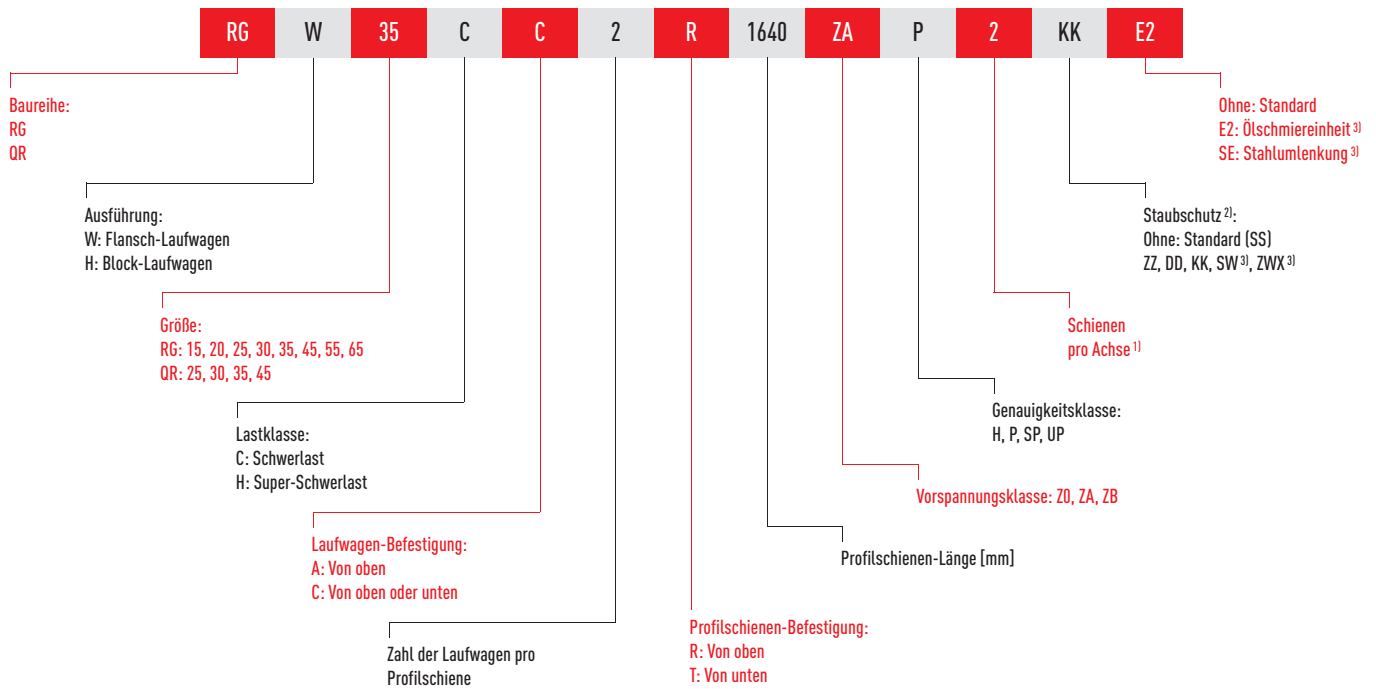 RG W 35 C C 2 R 1640 ZA P 2 KK E2
Baureihe:
RG
QR
Ohne: Standard
E2: Ölschmiereinheit 3)
SE: Stahlumlenkung 3)
Ausführung:
W: Flansch-Laufwagen
H: Block-Laufwagen
Staubschutz 2):
Ohne: Standard (SS)
ZZ, DD, KK, SW 3), ZWX 3)
Größe:
RG: 15, 20, 25, 30, 35, 45, 55, 65
QR: 25, 30, 35, 45
Schienen
pro Achse 1)
Lastklasse:
C: Schwerlast
H: Super-Schwerlast
Genauigkeitsklasse:
H, P, SP, UP
Vorspannungsklasse: Z0, ZA, ZB
Laufwagen-Befestigung:
A: Von oben
C: Von oben oder unten
Profilschienen-Länge [mm]
Zahl der Laufwagen pro
Profilschiene
Profilschienen-Befestigung:
R: Von oben
T: Von unten